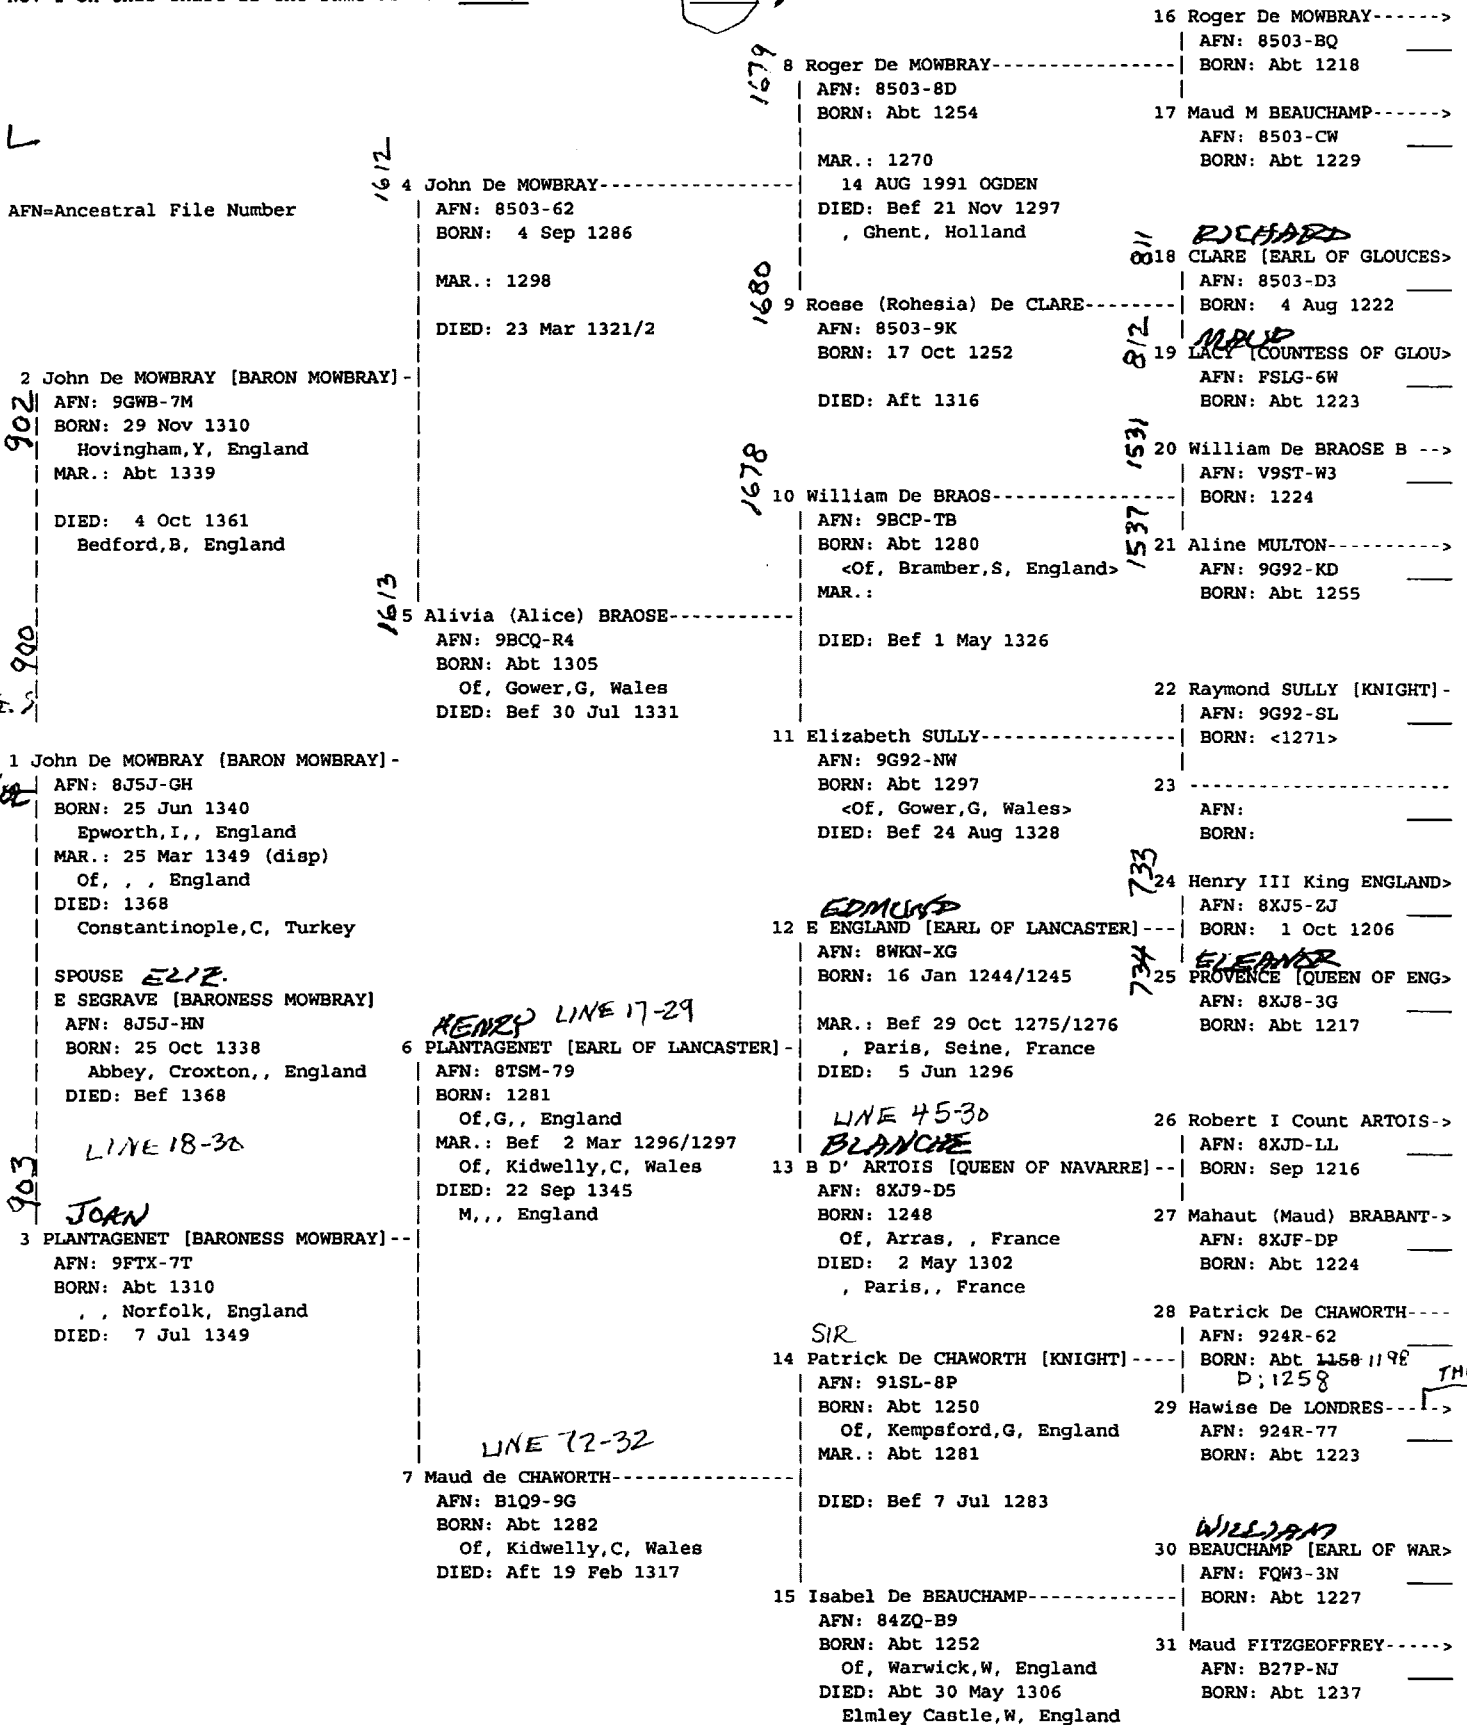 L
AFN=Ancestral File Number
902
2 John De MOWBRAY [BARON MOWBRAY]-
AFN: 9GWB-7M
BORN: 29 Nov 1310
Hovingham,Y, England
MAR.: Abt 1339
DIED: 4 Oct 1361
Bedford,B, England
900
1 John De MOWBRAY [BARON MOWBRAY]-
AFN: 8J5J-GH
BORN: 25 Jun 1340
Epworth,I,, England
MAR.: 25 Mar 1349 (disp)
Of, , , England
DIED: 1368
Constantinople,C, Turkey
SPOUSE ELIZ.
E SEGRAVE [BARONESS MOWBRAY]
AFN: 8J5J-HN
BORN: 25 Oct 1338
Abbey, Croxton,, England
DIED: Bef 1368
LINE 18-30
903
JOAN
3 PLANTAGENET [BARONESS MOWBRAY]--
AFN: 9FTX-7T
BORN: Abt 1310
, , Norfolk, England
DIED: 7 Jul 1349
1612
4 John De MOWBRAY----------------
AFN: 8503-62
BORN: 4 Sep 1286
MAR.: 1298
DIED: 23 Mar 1321/2
1613
5 Alivia (Alice) BRAOSE-----------
AFN: 9BCQ-R4
BORN: Abt 1305
Of, Gower,G, Wales
DIED: Bef 30 Jul 1331
HENRY LINE 17-29
6 PLANTAGENET [EARL OF LANCASTER]-
AFN: 8TSM-79
BORN: 1281
Of,G,, England
MAR.: Bef 2 Mar 1296/1297
Of, Kidwelly,C, Wales
DIED: 22 Sep 1345
M,,, England
LINE 72-32
7 Maud de CHAWORTH---------------
AFN: B1Q9-9G
BORN: Abt 1282
Of, Kidwelly,C, Wales
DIED: Aft 19 Feb 1317
1679
8 Roger De MOWBRAY---------------
AFN: 8503-8D
BORN: Abt 1254
MAR.: 1270
14 AUG 1991 OGDEN
DIED: Bef 21 Nov 1297
, Ghent, Holland
1680
9 Roese (Rohesia) De CLARE--------
AFN: 8503-9K
BORN: 17 Oct 1252
DIED: Aft 1316
1678
10 William De BRAOS---------------
AFN: 9BCP-TB
BORN: Abt 1280
<Of, Bramber,S, England>
MAR.:
DIED: Bef 1 May 1326
11 Elizabeth SULLY----------------
AFN: 9G92-NW
BORN: Abt 1297
<Of, Gower,G, Wales>
DIED: Bef 24 Aug 1328
EDMUND
12 E ENGLAND [EARL OF LANCASTER]---
AFN: 8WKN-XG
BORN: 16 Jan 1244/1245
MAR.: Bef 29 Oct 1275/1276
, Paris, Seine, France
DIED: 5 Jun 1296
LINE 45-30
BLANCHE
13 B D' ARTOIS [QUEEN OF NAVARRE]--
AFN: 8XJ9-D5
BORN: 1248
Of, Arras, , France
DIED: 2 May 1302
, Paris,, France
SIR
14 Patrick De CHAWORTH [KNIGHT]----
AFN: 91SL-8P
BORN: Abt 1250
Of, Kempsford,G, England
MAR.: Abt 1281
DIED: Bef 7 Jul 1283
15 Isabel De BEAUCHAMP-------------
AFN: 84ZQ-B9
BORN: Abt 1252
Of, Warwick,W, England
DIED: Abt 30 May 1306
Elmley Castle,W, England
16 Roger De MOWBRAY------>
AFN: 8503-BQ
BORN: Abt 1218
17 Maud M BEAUCHAMP------>
AFN: 8503-CW
BORN: Abt 1229
811
RICHARD
18 CLARE [EARL OF GLOUCES>
AFN: 8503-D3
BORN: 4 Aug 1222
812
MAUD
19 LACY [COUNTESS OF GLOU>
AFN: FSLG-6W
BORN: Abt 1223
1531
20 William De BRAOSE B -->
AFN: V9ST-W3
BORN: 1224
1537
21 Aline MULTON---------->
AFN: 9G92-KD
BORN: Abt 1255
22 Raymond SULLY [KNIGHT]-
AFN: 9G92-SL
BORN: <1271>
23 -----------------------
AFN:
BORN:
733
24 Henry III King ENGLAND>
AFN: 8XJ5-ZJ
BORN: 1 Oct 1206
734
ELEANOR
25 PROVENCE [QUEEN OF ENG>
AFN: 8XJ8-3G
BORN: Abt 1217
26 Robert I Count ARTOIS->
AFN: 8XJD-LL
BORN: Sep 1216
27 Mahaut (Maud) BRABANT->
AFN: 8XJF-DP
BORN: Abt 1224
28 Patrick De CHAWORTH----
AFN: 924R-62
BORN: Abt 1158 1198
D; 1258
29 Hawise De LONDRES----->
AFN: 924R-77
BORN: Abt 1223
WILLIAM
30 BEAUCHAMP [EARL OF WAR>
AFN: FQW3-3N
BORN: Abt 1227
31 Maud FITZGEOFFREY----->
AFN: B27P-NJ
BORN: Abt 1237